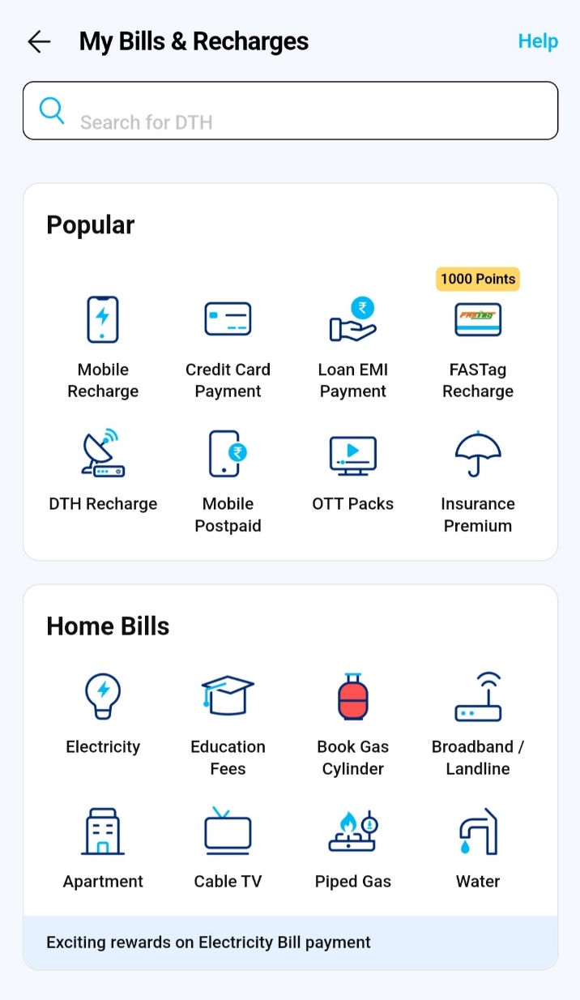 My Bills & Recharges
Help
Search for DTH
Popular
1000 Points
FASTag
Mobile
Recharge
Credit Card
Payment
Loan EMI
Payment
FASTag
Recharge
DTH Recharge
Mobile
Postpaid
OTT Packs
Insurance
Premium
Home Bills
Electricity
Education
Fees
Book Gas
Cylinder
Broadband /
Landline
Apartment
Cable TV
Piped Gas
Water
Exciting rewards on Electricity Bill payment